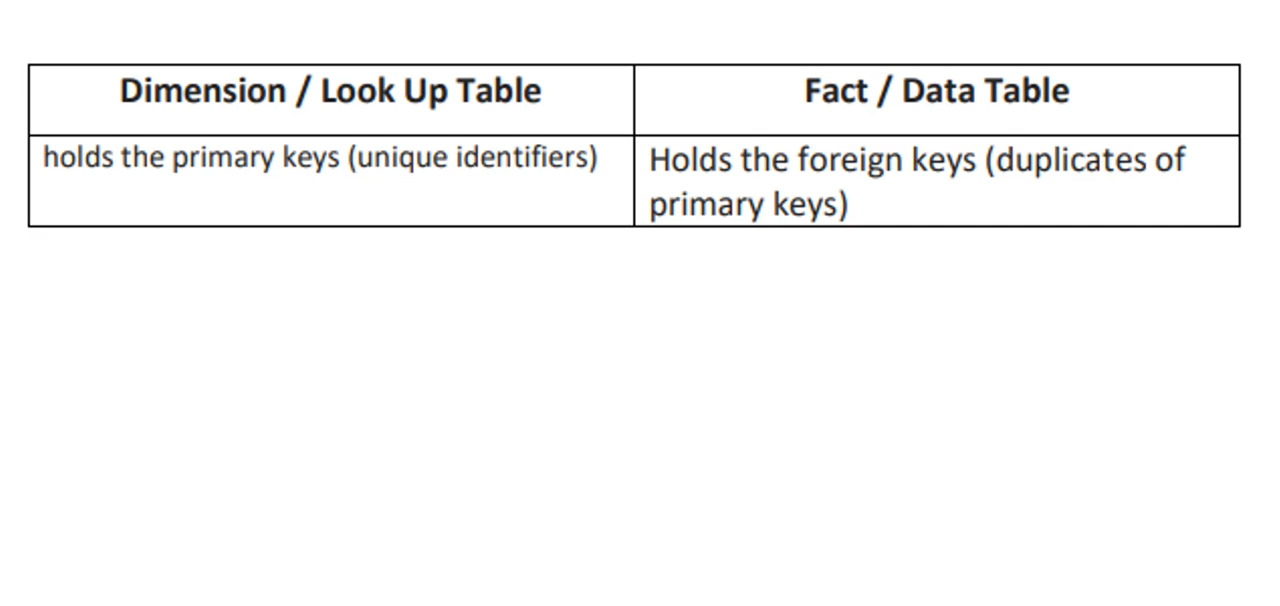 Dimension / Look Up Table
Fact / Data Table
holds the primary keys (unique identifiers)
Holds the foreign keys (duplicates of
primary keys)